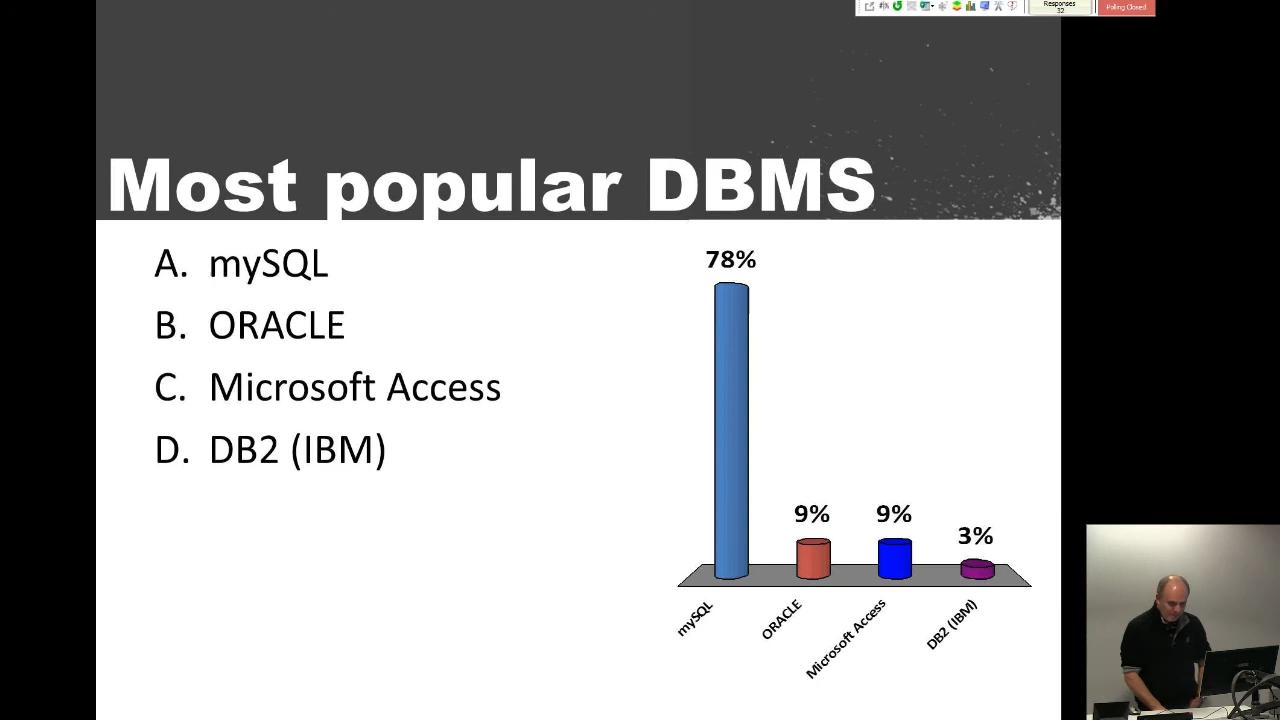 Responses
32
Polling Closed
Most popular DBMS
A. mySQL
B. ORACLE
C. Microsoft Access
D. DB2 (IBM)
78%
9%
9%
3%
mySQL
ORACLE
Microsoft Access
DB2 (IBM)